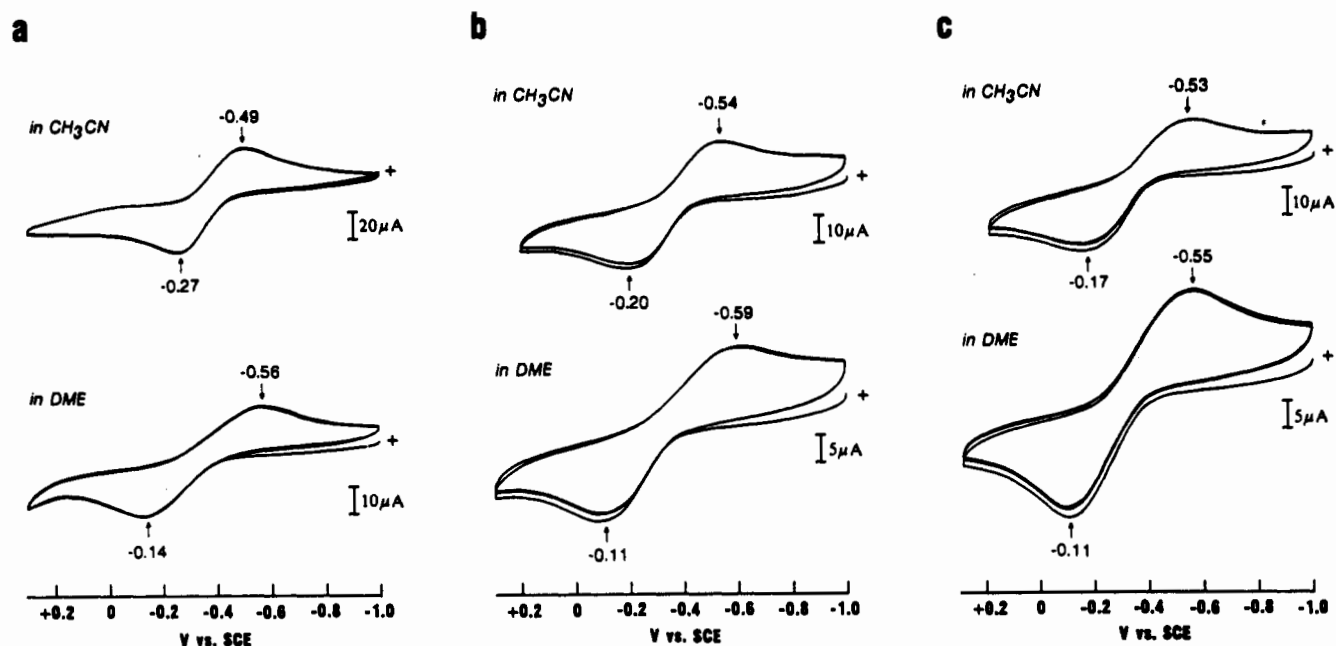 a
in CH₃CN
-0.49
+
20μA
-0.27
in DME
-0.56
+
10μA
-0.14
+0.2 0 -0.2 -0.4 -0.6 -0.8 -1.0
V vs. SCE
b
in CH₃CN
-0.54
+
10μA
-0.20
in DME
-0.59
+
5μA
-0.11
+0.2 0 -0.2 -0.4 -0.6 -0.8 -1.0
V vs. SCE
c
in CH₃CN
-0.53
+
10μA
-0.17
in DME
-0.55
+
5μA
-0.11
+0.2 0 -0.2 -0.4 -0.6 -0.8 -1.0
V vs. SCE